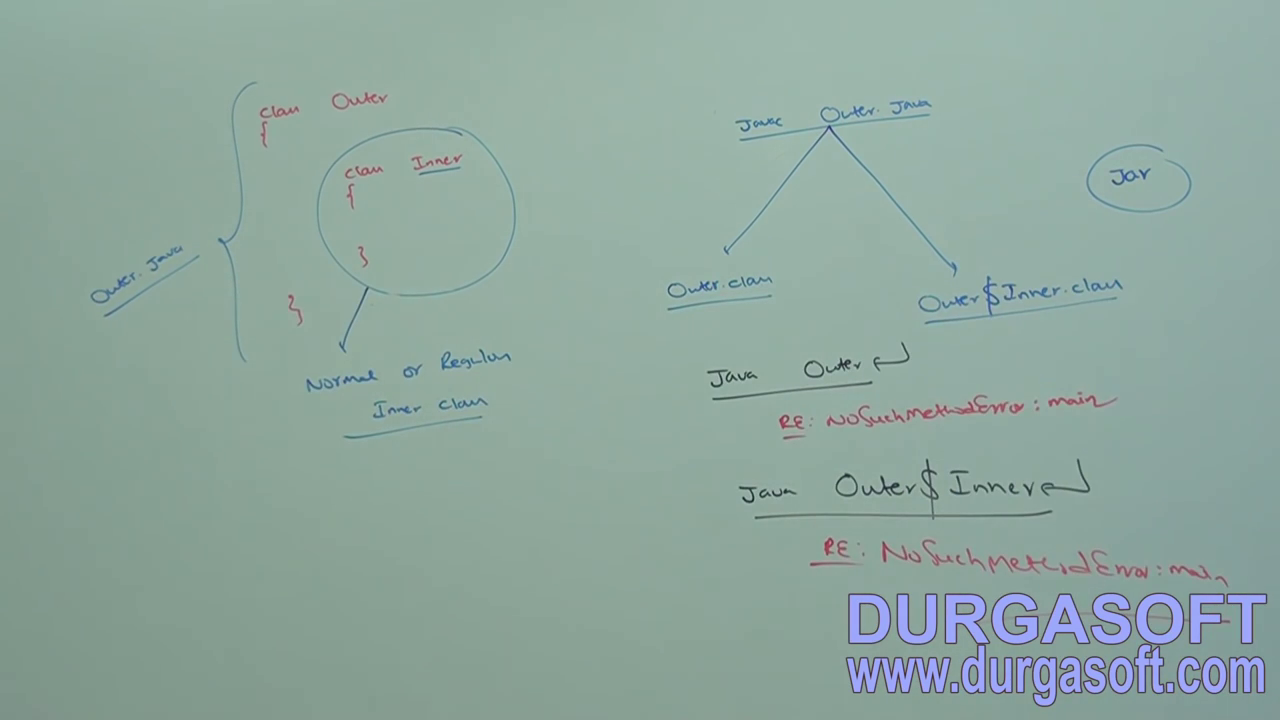 class Outer
{
class Inner
{
}
}
Outer.Java
Normal or Regular
Inner class
Javac Outer.Java
Outer.class
Outer$Inner.class
Jar
Java Outer
RE: NoSuchMethodError: main
Java Outer$Inner
RE: NoSuchMethodError: main
DURGASOFT
www.durgasoft.com